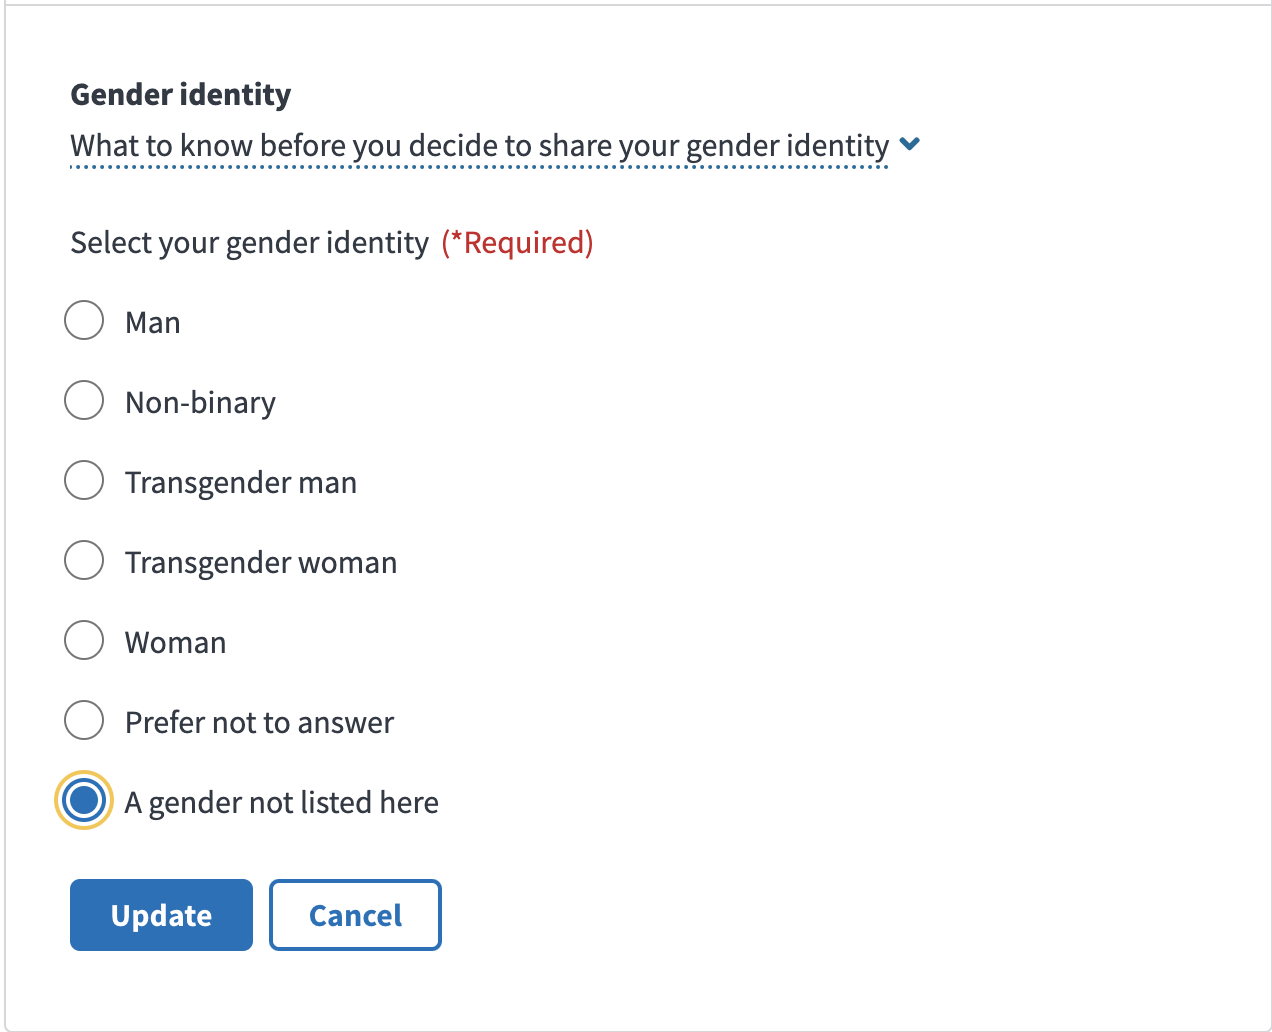 Gender identity
What to know before you decide to share your gender identity
Select your gender identity (*Required)
Man
Non-binary
Transgender man
Transgender woman
Woman
Prefer not to answer
A gender not listed here
Update Cancel